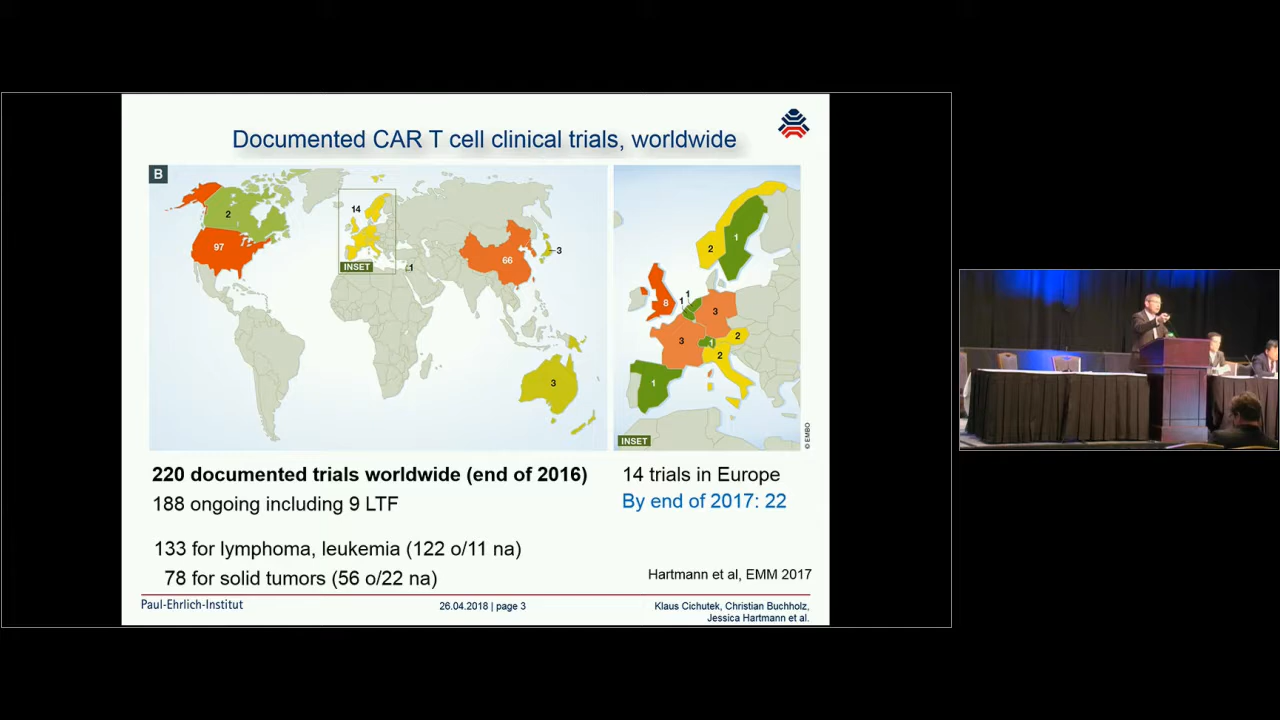 Documented CAR T cell clinical trials, worldwide
B
2
97
14
INSET
1
66
3
3
2
1
8
1
1
3
3
1
2
2
1
INSET
© EMBO
220 documented trials worldwide (end of 2016)
188 ongoing including 9 LTF
133 for lymphoma, leukemia (122 o/11 na)
78 for solid tumors (56 o/22 na)
14 trials in Europe
By end of 2017: 22
Hartmann et al, EMM 2017
Paul-Ehrlich-Institut
26.04.2018 | page 3
Klaus Cichutek, Christian Buchholz,
Jessica Hartmann et al.